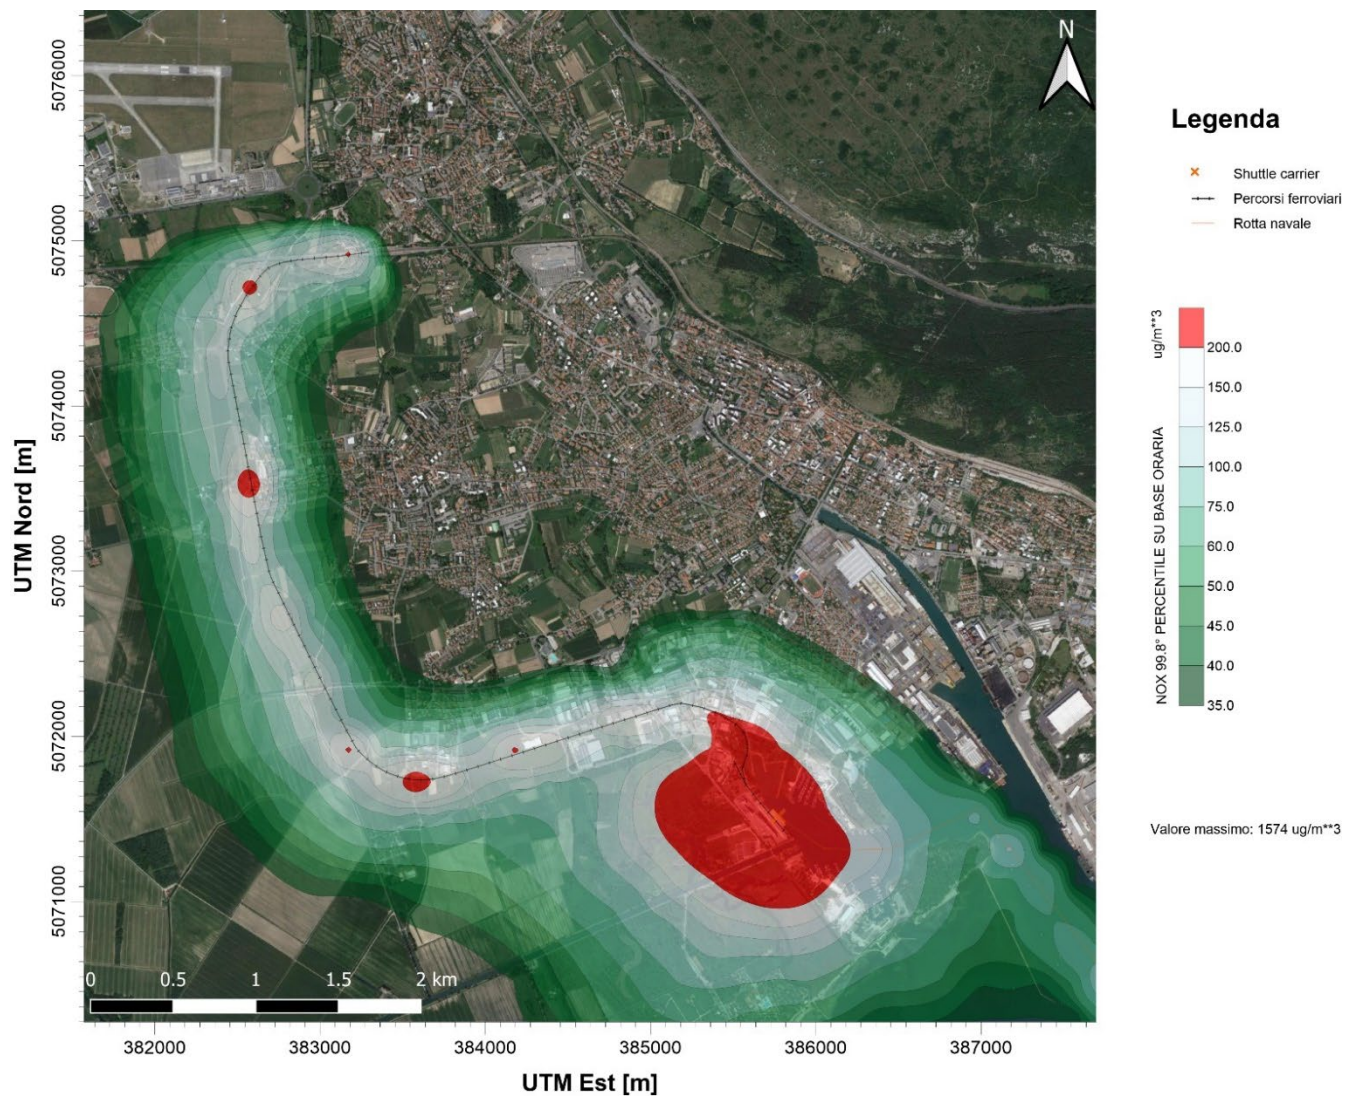 N
Legenda
Shuttle carrier
Percorsi ferroviari
Rotta navale
ug/m**3
NOX 99.8° PERCENTILE SU BASE ORARIA
200.0
150.0
125.0
100.0
75.0
60.0
50.0
45.0
40.0
35.0
Valore massimo: 1574 ug/m**3
UTM Nord [m]
5076000
5075000
5074000
5073000
5072000
5071000
0 0.5 1 1.5 2 km
382000 383000 384000 385000 386000 387000
UTM Est [m]